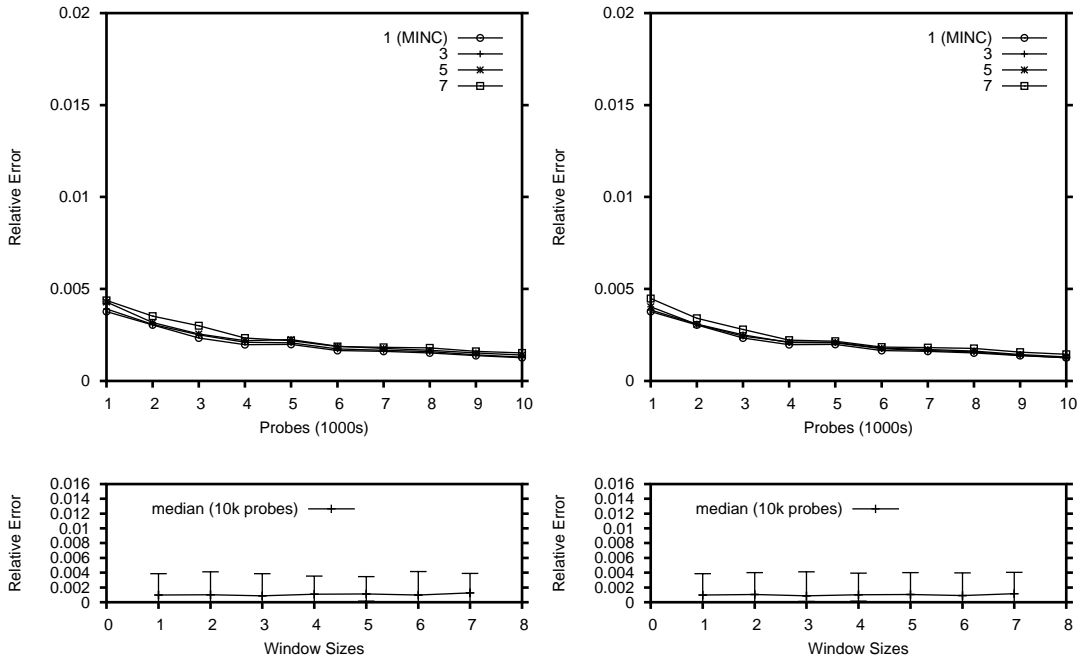 0.02
0.015
0.01
0.005
0
Relative Error
1 (MINC)
3
5
7
1 2 3 4 5 6 7 8 9 10
Probes (1000s)
0.02
0.015
0.01
0.005
0
Relative Error
1 (MINC)
3
5
7
1 2 3 4 5 6 7 8 9 10
Probes (1000s)
0.016
0.014
0.012
0.01
0.008
0.006
0.004
0.002
0
Relative Error
median (10k probes)
0 1 2 3 4 5 6 7 8
Window Sizes
0.016
0.014
0.012
0.01
0.008
0.006
0.004
0.002
0
Relative Error
median (10k probes)
0 1 2 3 4 5 6 7 8
Window Sizes